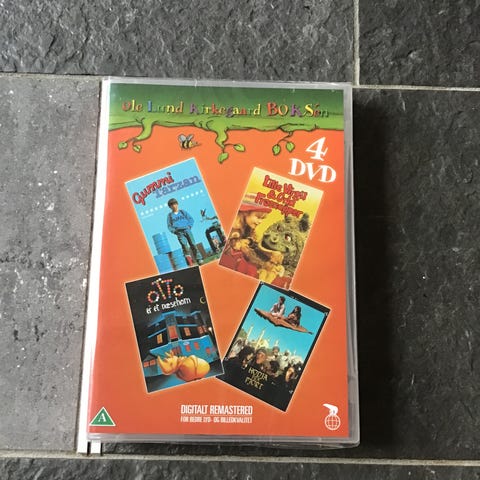 Ole Lund Kirkegaard BOKSen
4
DVD
Gummi
Tarzan
Lille Virgil
& Orla
Frøsnapper
OTTO
er et næsehorn
HODJA
FRA
PJORT
DIGITALT REMASTERED
FOR BEDRE LYD- OG BILLEDKVALITET
A